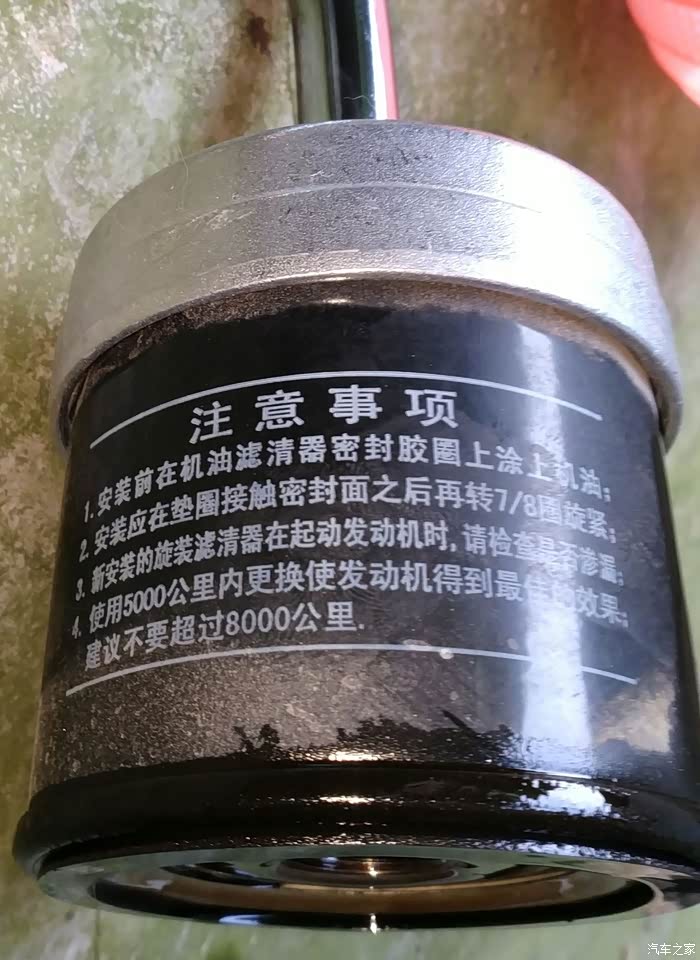 注意事项
1. 安装前在机油滤清器密封胶圈上涂上机油;
2. 安装应在垫圈接触密封面之后再转7/8圈旋紧;
3. 新安装的旋装滤清器在起动发动机时,请检查是否渗漏;
4. 使用5000公里内更换使发动机得到最佳的效果;
建议不要超过8000公里.
汽车之家